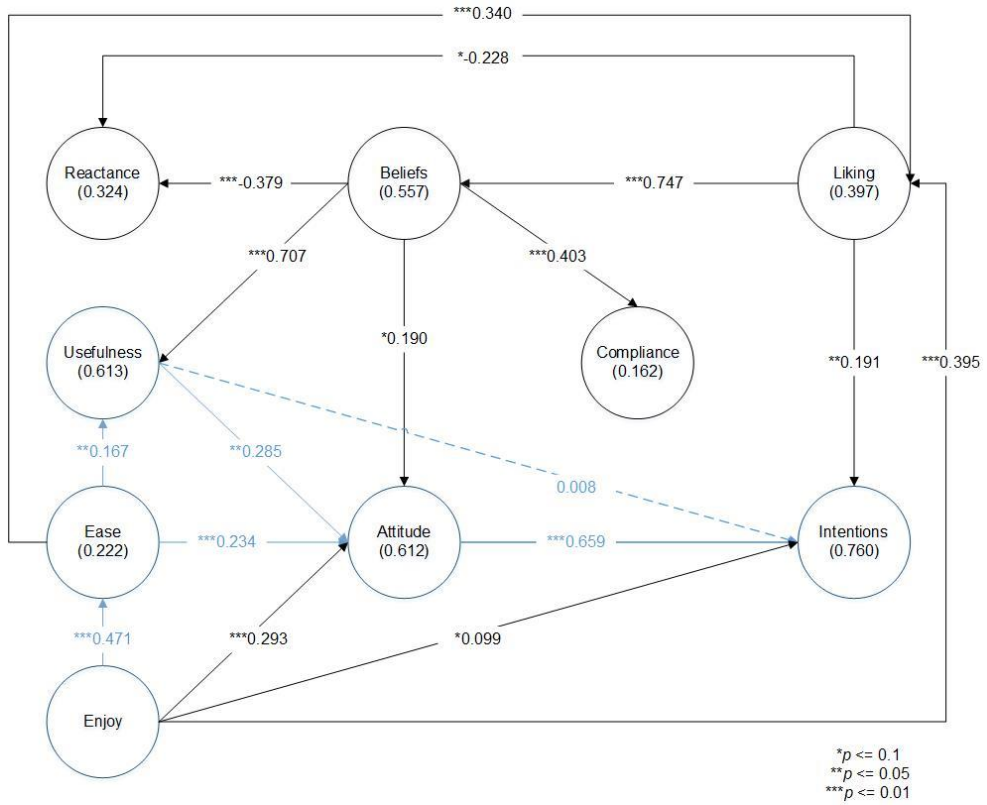 ***0.340
*-0.228
Reactance
(0.324)
***-0.379
Beliefs
(0.557)
***0.747
Liking
(0.397)
***0.707
***0.403
Usefulness
(0.613)
*0.190
Compliance
(0.162)
**0.191
***0.395
**0.167
**0.285
0.008
Ease
(0.222)
***0.234
Attitude
(0.612)
***0.659
Intentions
(0.760)
***0.471
***0.293
*0.099
Enjoy
*p <= 0.1
**p <= 0.05
***p <= 0.01